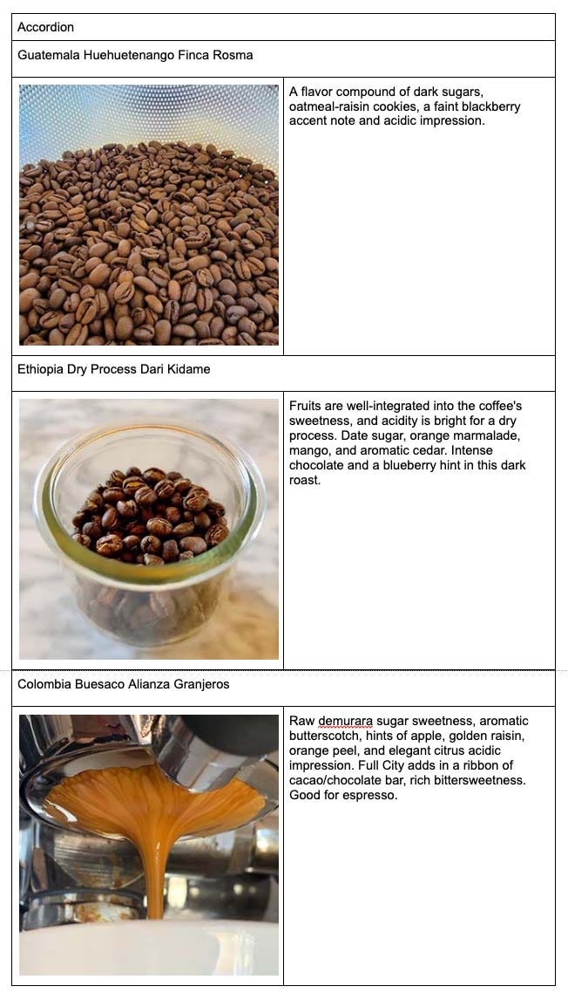 Accordion
Guatemala Huehuetenango Finca Rosma
A flavor compound of dark sugars,
oatmeal-raisin cookies, a faint blackberry
accent note and acidic impression.
Ethiopia Dry Process Dari Kidame
Fruits are well-integrated into the coffee's
sweetness, and acidity is bright for a dry
process. Date sugar, orange marmalade,
mango, and aromatic cedar. Intense
chocolate and a blueberry hint in this dark
roast.
Colombia Buesaco Alianza Granjeros
Raw demurara sugar sweetness, aromatic
butterscotch, hints of apple, golden raisin,
orange peel, and elegant citrus acidic
impression. Full City adds in a ribbon of
cacao/chocolate bar, rich bittersweetness.
Good for espresso.